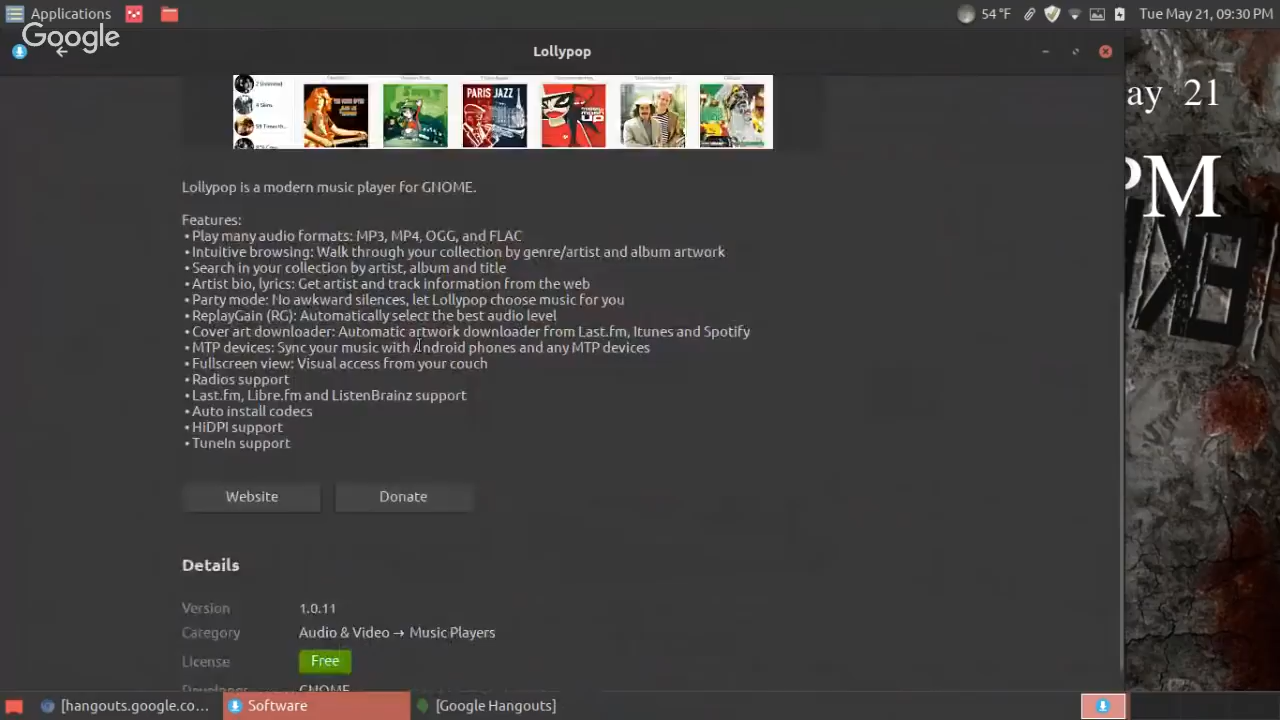 Applications
54 °F
Tue May 21, 09:30 PM
Google
Lollypop
ay 21
PM
2 Unlimited
4 Skins
PARIS JAZZ
Lollypop is a modern music player for GNOME.
Features:
• Play many audio formats: MP3, MP4, OGG, and FLAC
• Intuitive browsing: Walk through your collection by genre/artist and album artwork
• Search in your collection by artist, album and title
• Artist bio, lyrics: Get artist and track information from the web
• Party mode: No awkward silences, let Lollypop choose music for you
• ReplayGain (RG): Automatically select the best audio level
• Cover art downloader: Automatic artwork downloader from Last.fm, Itunes and Spotify
• MTP devices: Sync your music with Android phones and any MTP devices
• Fullscreen view: Visual access from your couch
• Radios support
• Last.fm, Libre.fm and ListenBrainz support
• Auto install codecs
• HiDPI support
• TuneIn support
Website
Donate
Details
Version 1.0.11
Category Audio & Video → Music Players
License Free
Developer GNOME
[hangouts.google.co...
Software
[Google Hangouts]